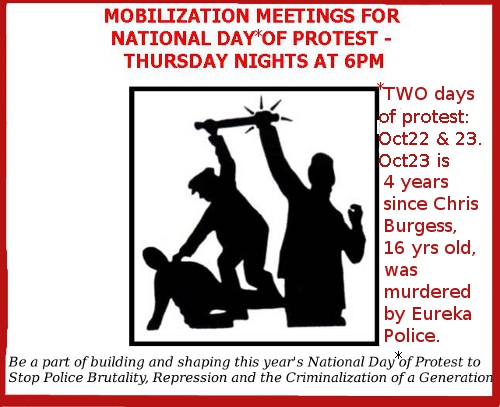 MOBILIZATION MEETINGS FOR
NATIONAL DAY*OF PROTEST -
THURSDAY NIGHTS AT 6PM
*TWO days
of protest:
Oct22 & 23.
Oct23 is
4 years
since Chris
Burgess,
16 yrs old,
was
murdered
by Eureka
Police.
Be a part of building and shaping this year's National Day*of Protest to
Stop Police Brutality, Repression and the Criminalization of a Generation